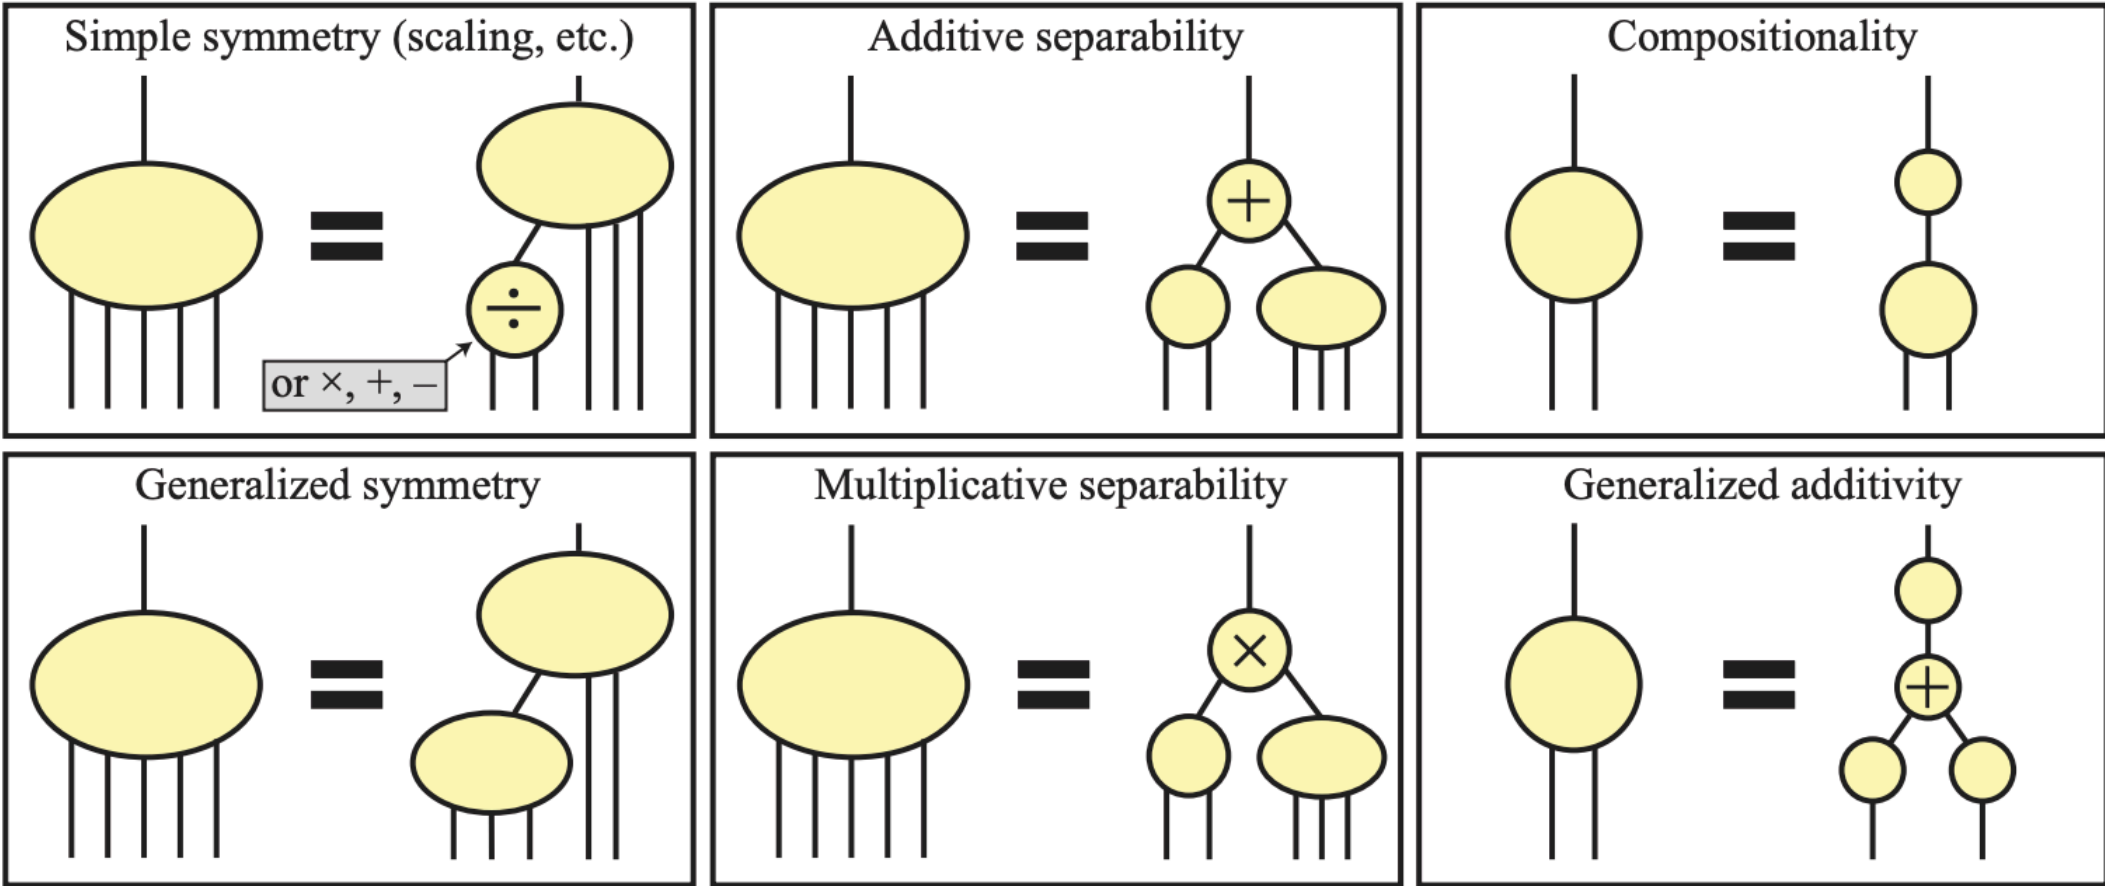 Simple symmetry (scaling, etc.)
÷
or ×, +, –
Additive separability
+
Compositionality
Generalized symmetry
Multiplicative separability
×
Generalized additivity
+